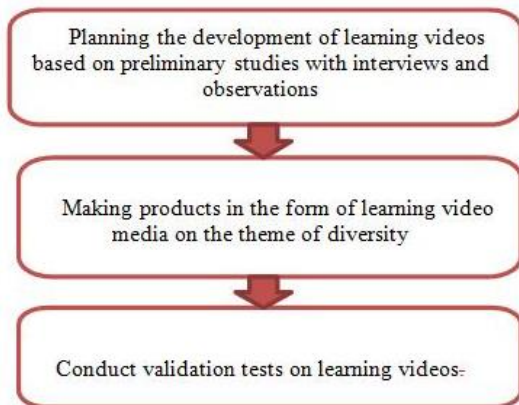 Planning the development of learning videos
based on preliminary studies with interviews and
observations
Making products in the form of learning video
media on the theme of diversity
Conduct validation tests on learning videos.